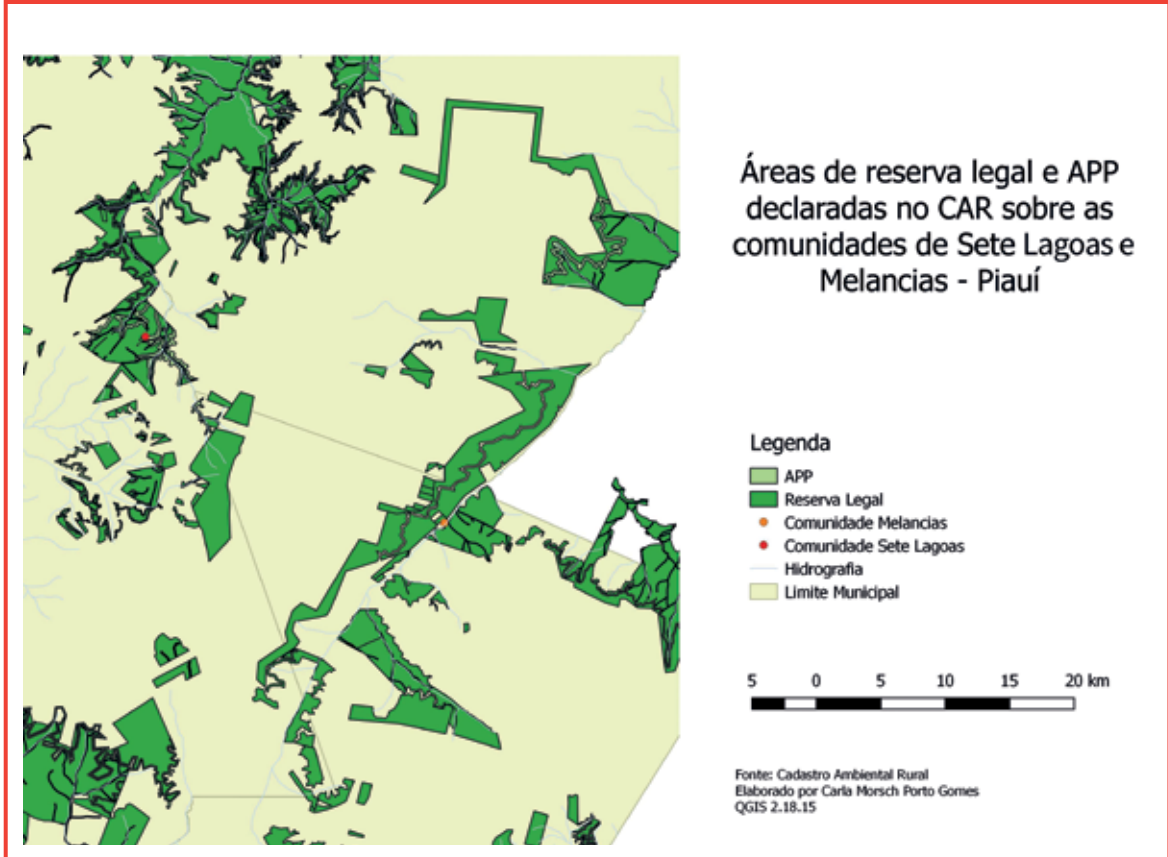 Áreas de reserva legal e APP
declaradas no CAR sobre as
comunidades de Sete Lagoas e
Melancias - Piauí
Legenda
APP
Reserva Legal
Comunidade Melancias
Comunidade Sete Lagoas
Hidrografia
Limite Municipal
5 0 5 10 15 20 km
Fonte: Cadastro Ambiental Rural
Elaborado por Carla Morsch Porto Gomes
QGIS 2.18.15